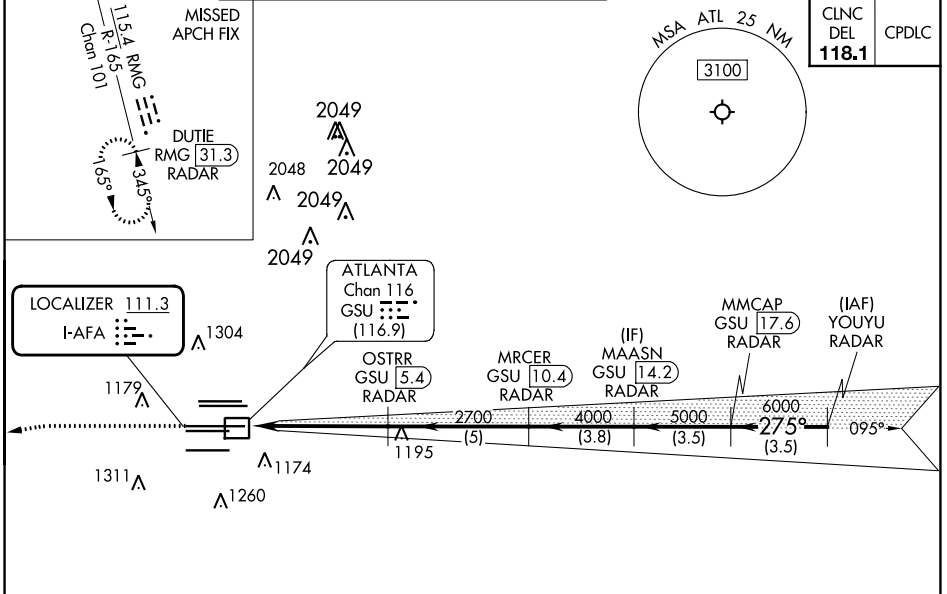 MISSED
APCH FIX
115.4 RMG
R-165
Chan 101
DUTIE
RMG 31.3
RADAR
165°
345°
2049
2049
2048
2049
2049
MSA ATL 25 NM
3100
CLNC
DEL
118.1
CPDLC
LOCALIZER 111.3
I-AFA
ATLANTA
Chan 116
GSU
(116.9)
1304
1179
1311
1260
1174
1195
OSTRR
GSU 5.4
RADAR
MRCER
GSU 10.4
RADAR
(IF)
MAASN
GSU 14.2
RADAR
MMCAP
GSU 17.6
RADAR
(IAF)
YOUYU
RADAR
2700
(5)
4000
(3.8)
5000
(3.5)
6000
275°
(3.5)
095°